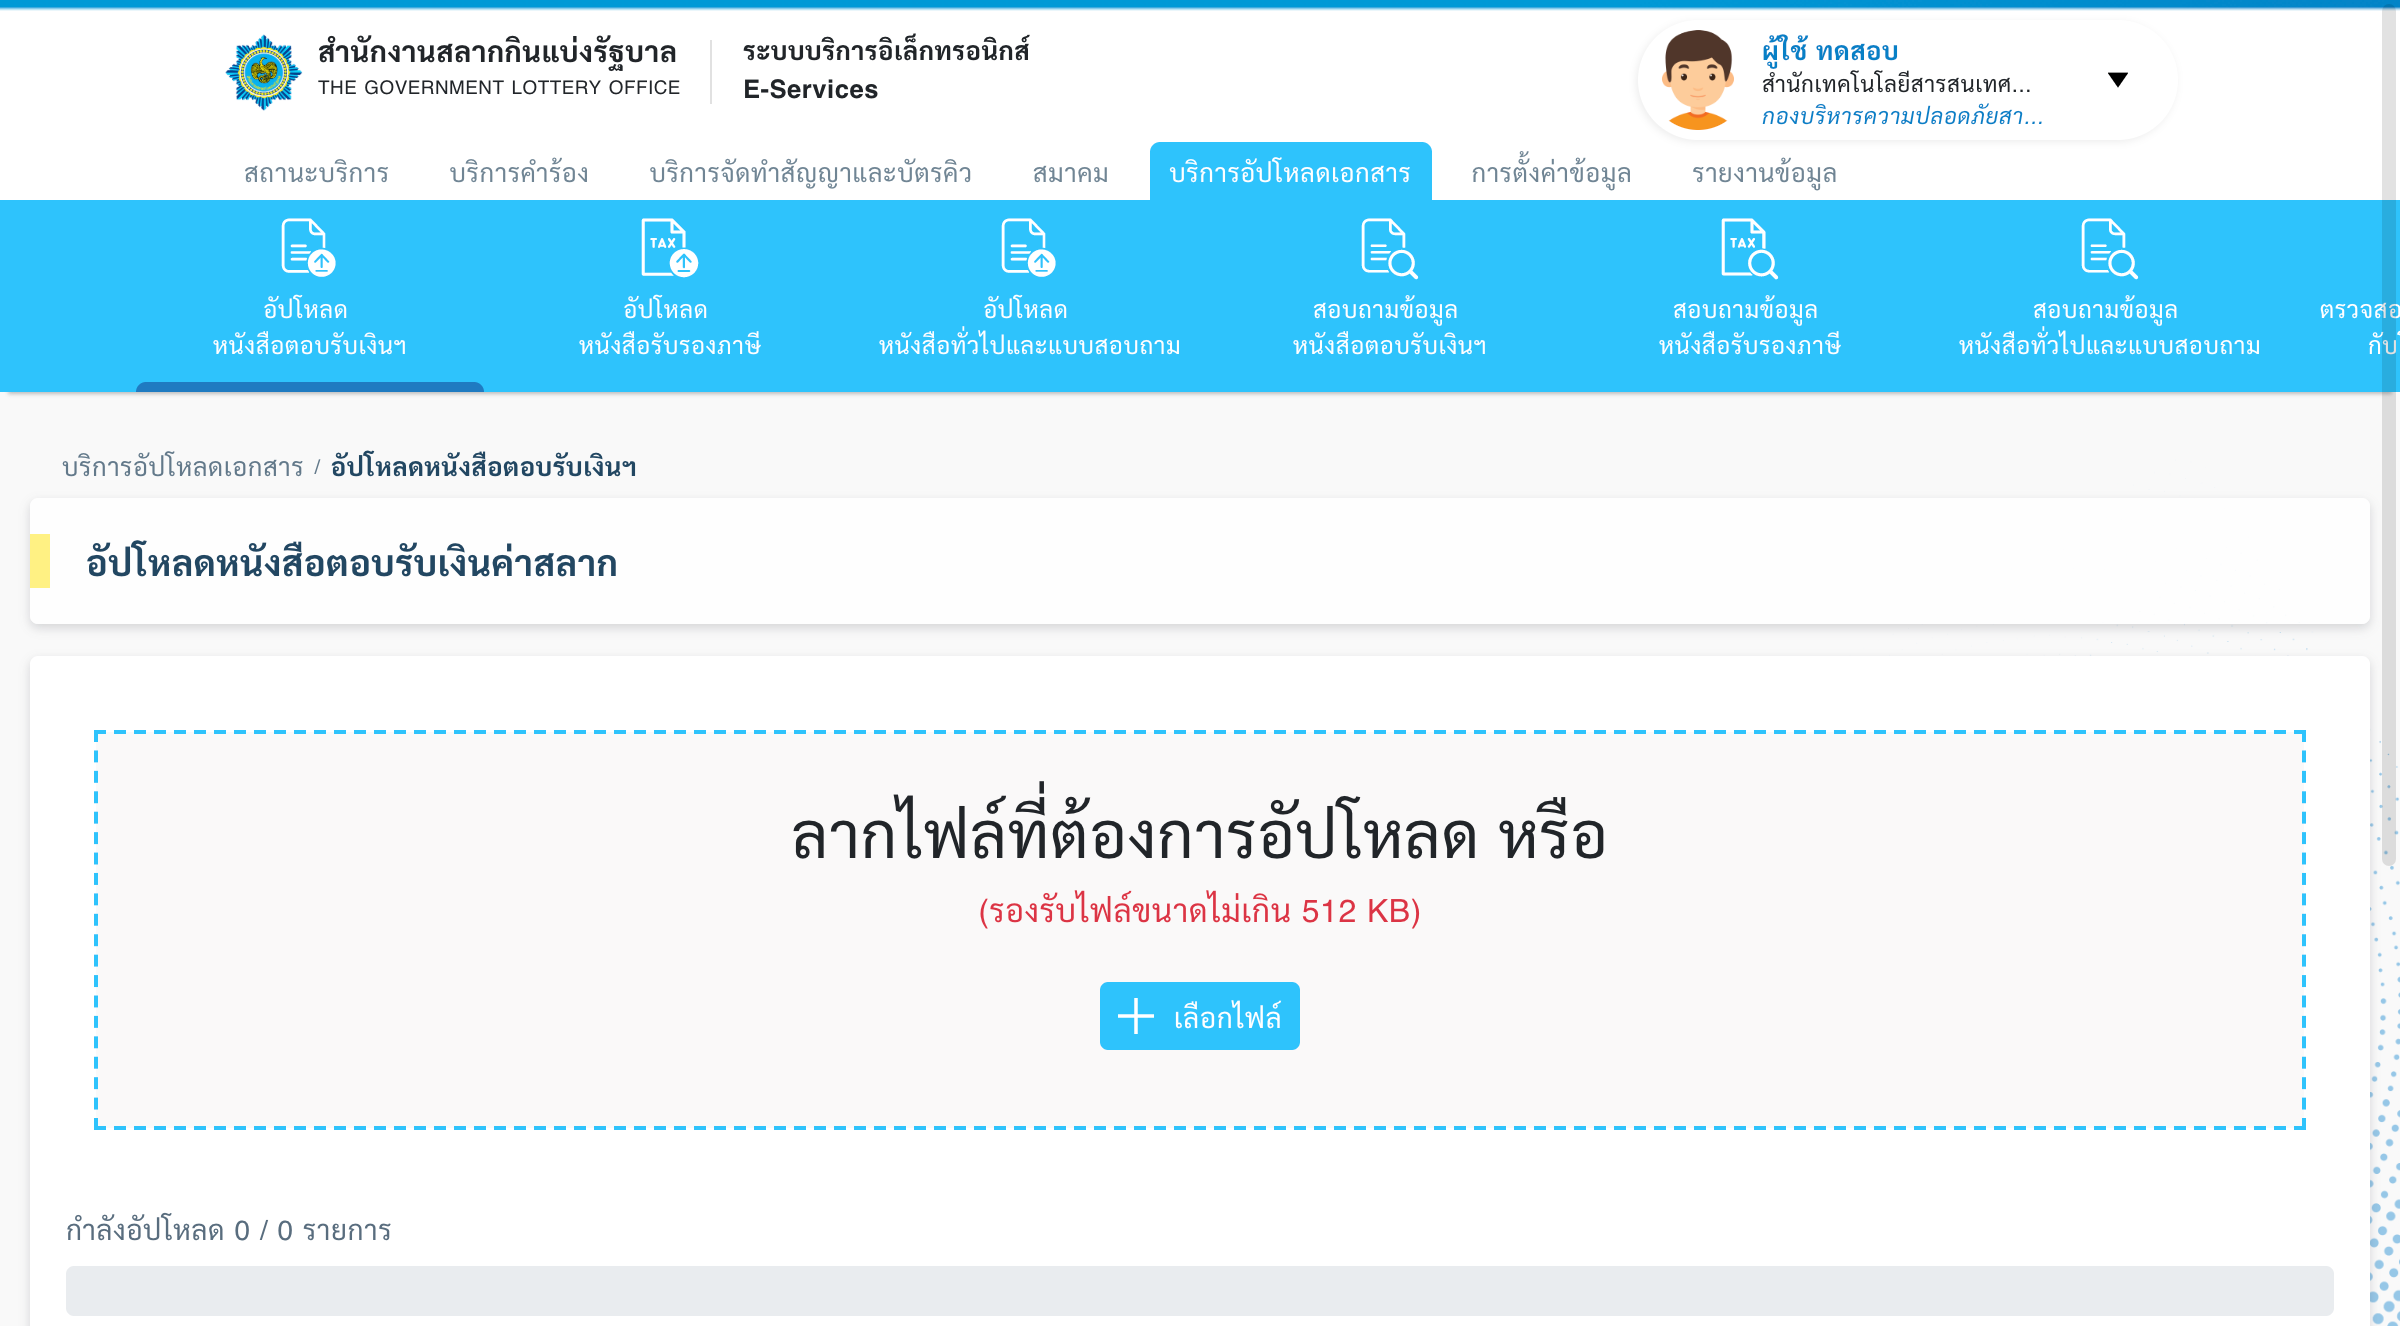 สำนักงานสลากกินแบ่งรัฐบาล
THE GOVERNMENT LOTTERY OFFICE
ระบบบริการอิเล็กทรอนิกส์
E-Services
ผู้ใช้ ทดสอบ
สำนักเทคโนโลยีสารสนเทศ...
กองบริหารความปลอดภัยสา...
สถานะบริการ
บริการคำร้อง
บริการจัดทำสัญญาและบัตรคิว
สมาคม
บริการอัปโหลดเอกสาร
การตั้งค่าข้อมูล
รายงานข้อมูล
อัปโหลด
หนังสือตอบรับเงินฯ
TAX
อัปโหลด
หนังสือรับรองภาษี
อัปโหลด
หนังสือทั่วไปและแบบสอบถาม
สอบถามข้อมูล
หนังสือตอบรับเงินฯ
TAX
สอบถามข้อมูล
หนังสือรับรองภาษี
สอบถามข้อมูล
หนังสือทั่วไปและแบบสอบถาม
ตรวจสอ
กับ
บริการอัปโหลดเอกสาร / อัปโหลดหนังสือตอบรับเงินฯ
อัปโหลดหนังสือตอบรับเงินค่าสลาก
ลากไฟล์ที่ต้องการอัปโหลด หรือ
(รองรับไฟล์ขนาดไม่เกิน 512 KB)
เลือกไฟล์
กำลังอัปโหลด 0 / 0 รายการ